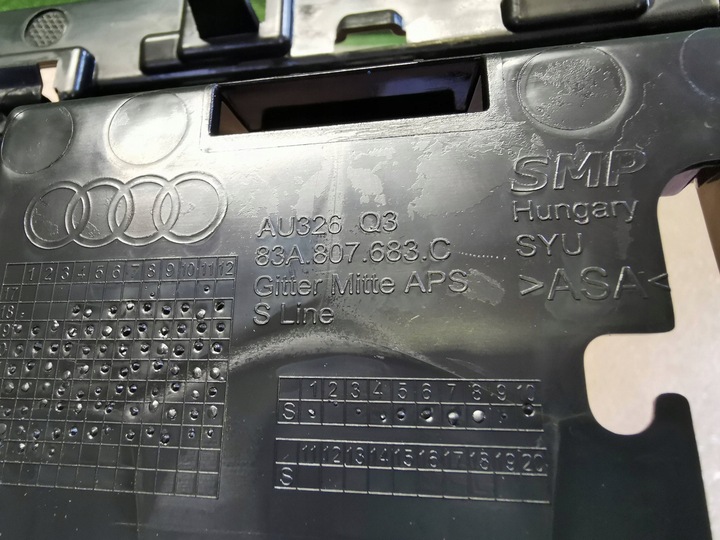 SMP
Hungary
SYU
>ASA<
AU326 Q3
83A.807.683.C
Gitter Mitte APS
S Line
1 2 3 4 5 6 7 8 9 10 11 12
18
19
1 2 3 4 5 6 7 8 9 10
S
11 12 13 14 15 16 17 18 19 20
S